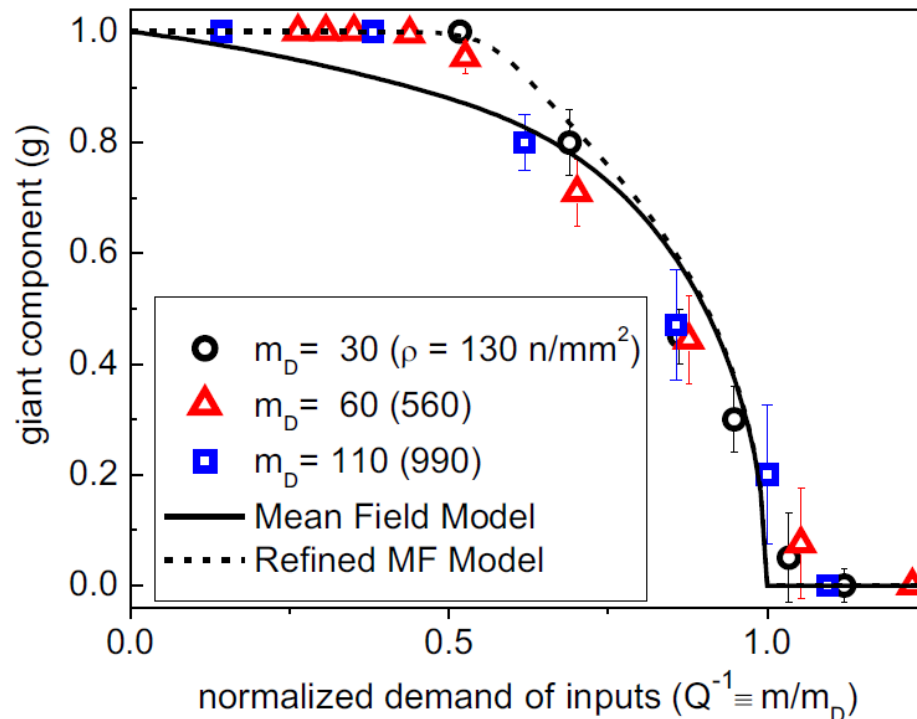 giant component (g)
1.0
0.8
0.6
0.4
0.2
0.0
m_D = 30 (ρ = 130 n/mm²)
m_D = 60 (560)
m_D = 110 (990)
Mean Field Model
Refined MF Model
0.0 0.5 1.0
normalized demand of inputs (Q⁻¹≡ m/m_D)